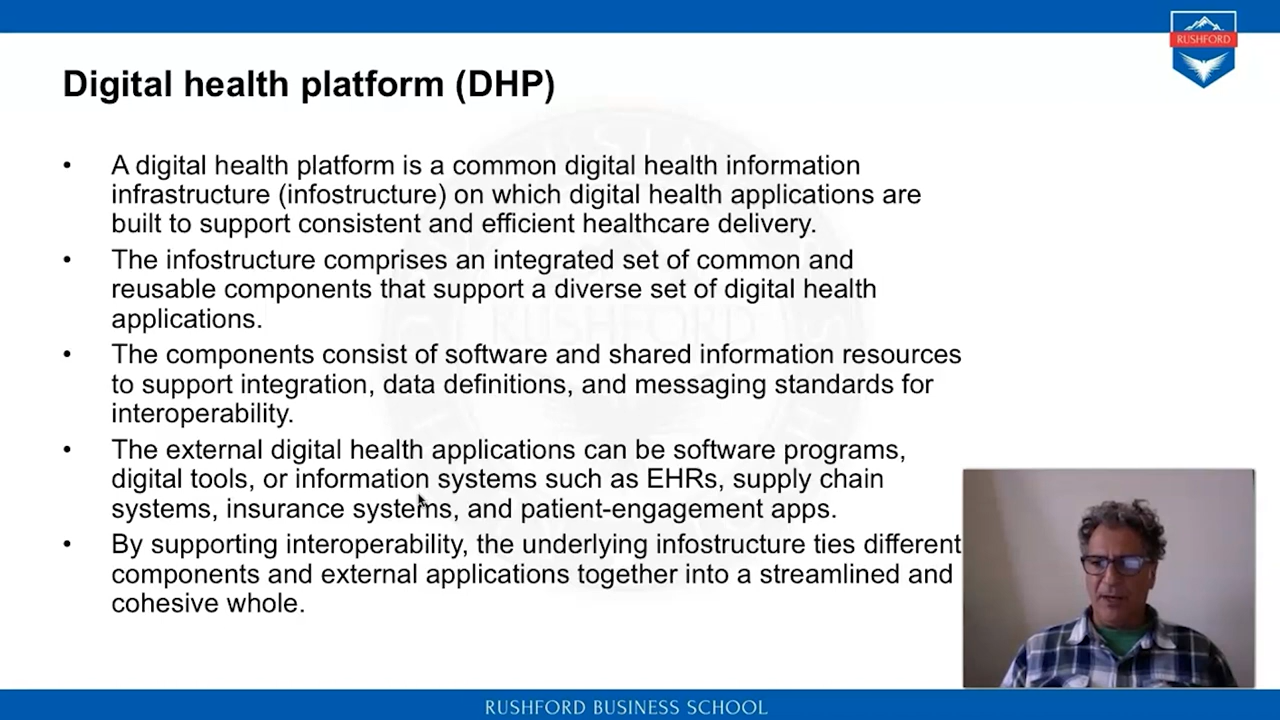 RUSHFORD
Digital health platform (DHP)
• A digital health platform is a common digital health information
infrastructure (infostructure) on which digital health applications are
built to support consistent and efficient healthcare delivery.
• The infostructure comprises an integrated set of common and
reusable components that support a diverse set of digital health
applications.
• The components consist of software and shared information resources
to support integration, data definitions, and messaging standards for
interoperability.
• The external digital health applications can be software programs,
digital tools, or information systems such as EHRs, supply chain
systems, insurance systems, and patient-engagement apps.
• By supporting interoperability, the underlying infostructure ties different
components and external applications together into a streamlined and
cohesive whole.
RUSHFORD
RUSHFORD BUSINESS SCHOOL